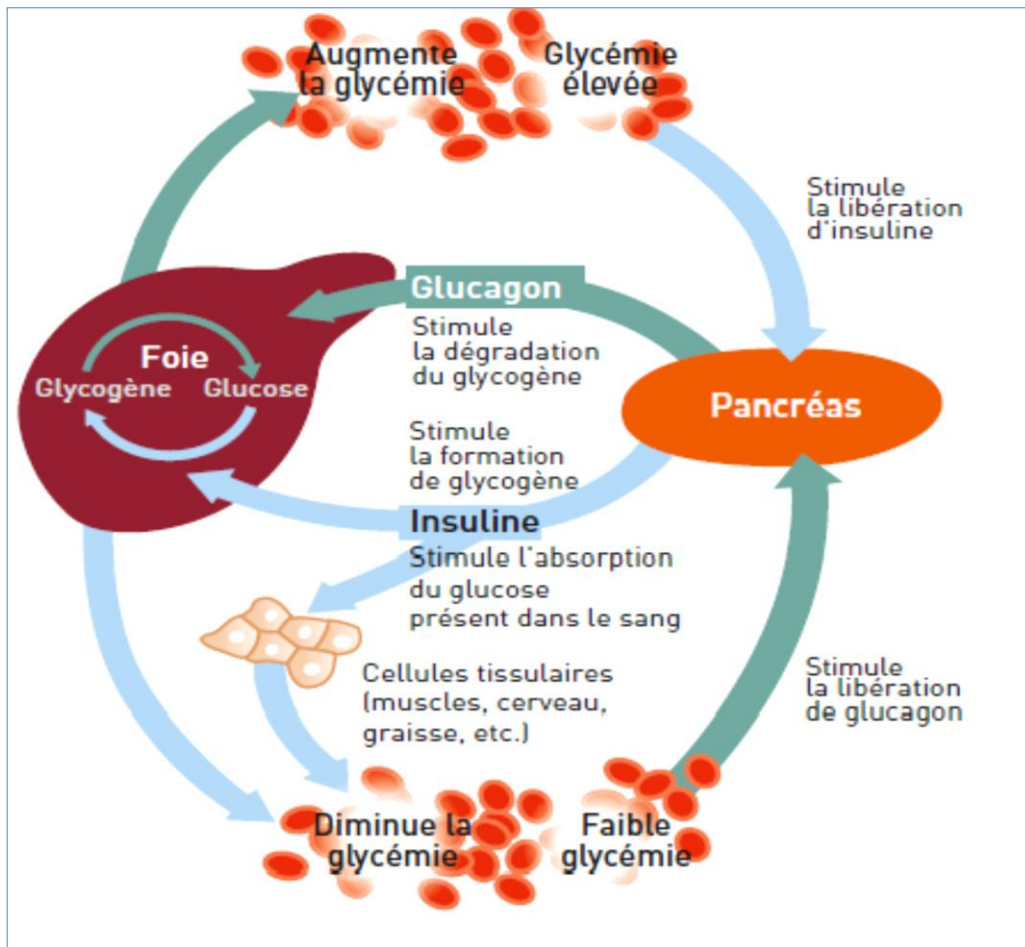 Augmente
la glycémie
Glycémie
élevée
Stimule
la libération
d'insuline
Glucagon
Stimule
la dégradation
du glycogène
Foie
Glycogène Glucose
Pancréas
Stimule
la formation
de glycogène
Insuline
Stimule l'absorption
du glucose
présent dans le sang
Cellules tissulaires
(muscles, cerveau,
graisse, etc.)
Stimule
la libération
de glucagon
Diminue la
glycémie
Faible
glycémie